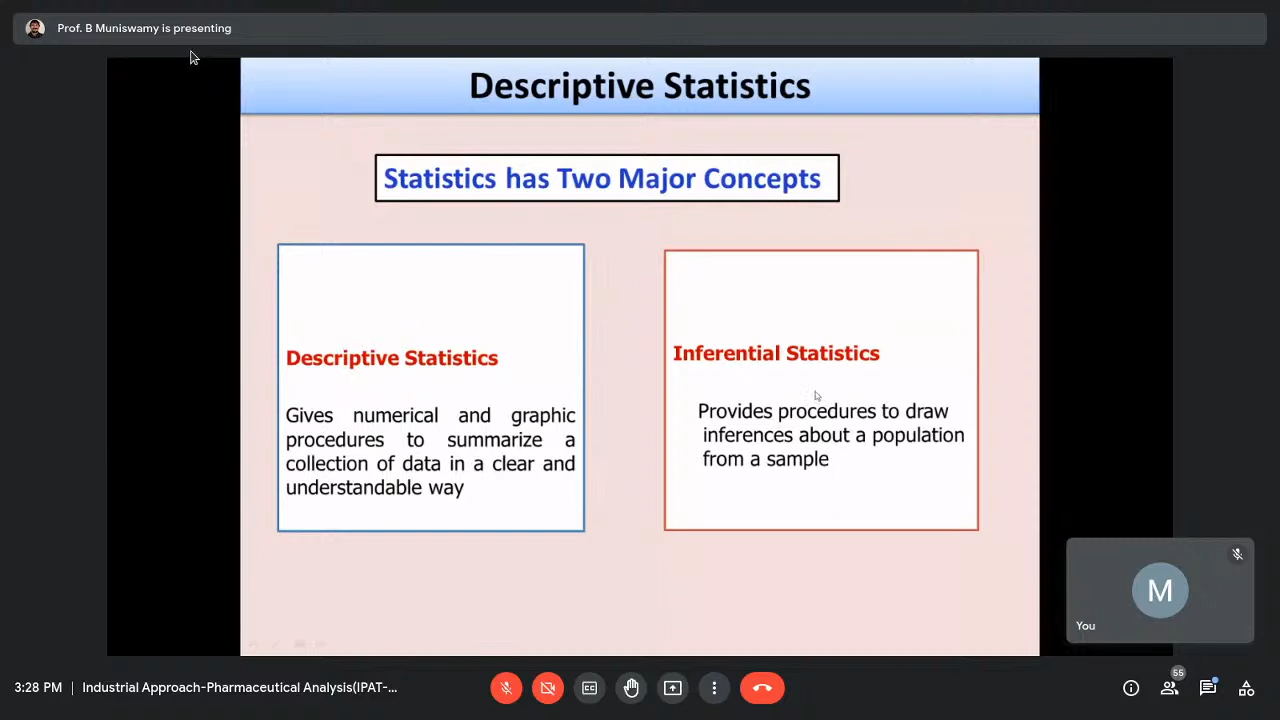 Prof. B Muniswamy is presenting
Descriptive Statistics
Statistics has Two Major Concepts
Descriptive Statistics
Gives numerical and graphic
procedures to summarize a
collection of data in a clear and
understandable way
Inferential Statistics
Provides procedures to draw
inferences about a population
from a sample
M
You
3:28 PM | Industrial Approach-Pharmaceutical Analysis(IPAT-...
CC
55